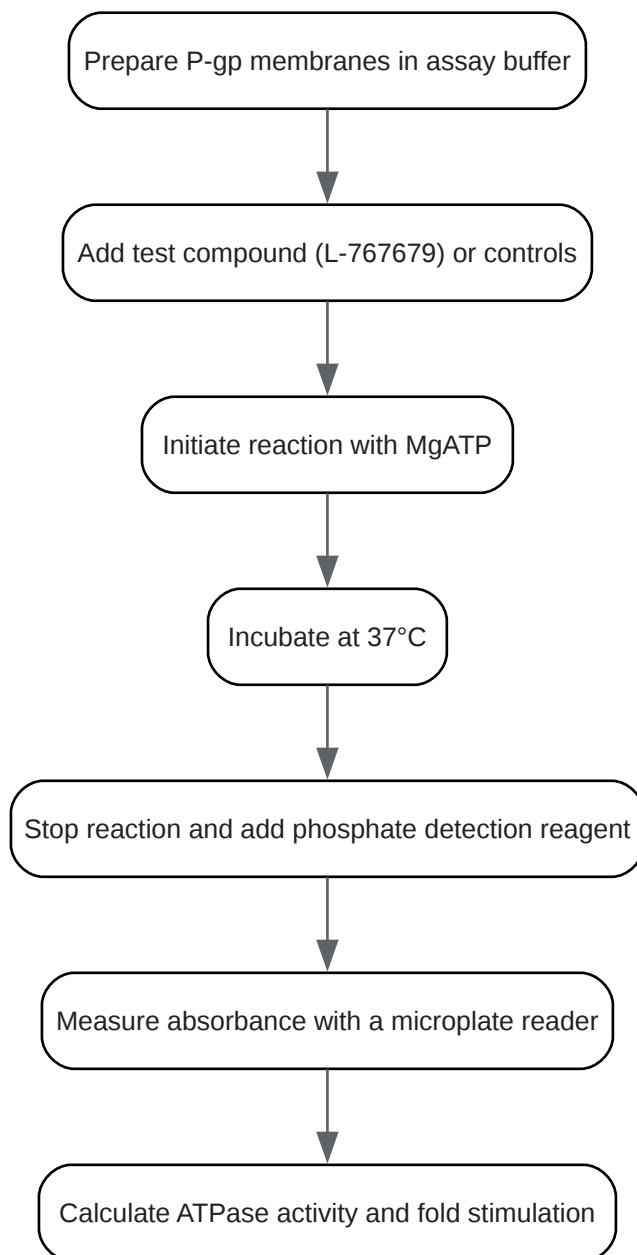 Prepare P-gp membranes in assay buffer
Add test compound (L-767679) or controls
Initiate reaction with MgATP
Incubate at 37°C
Stop reaction and add phosphate detection reagent
Measure absorbance with a microplate reader
Calculate ATPase activity and fold stimulation